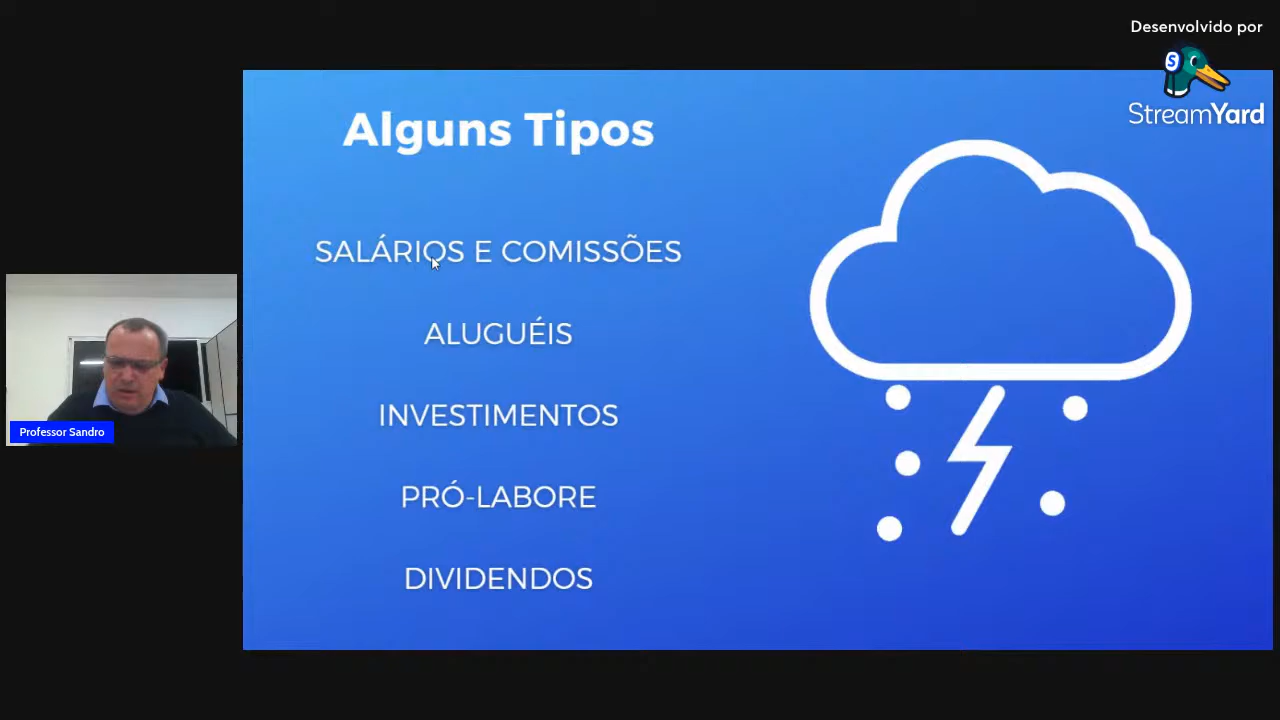 Desenvolvido por
S
StreamYard
Alguns Tipos
SALÁRIOS E COMISSÕES
ALUGUÉIS
INVESTIMENTOS
PRÓ-LABORE
DIVIDENDOS
Professor Sandro